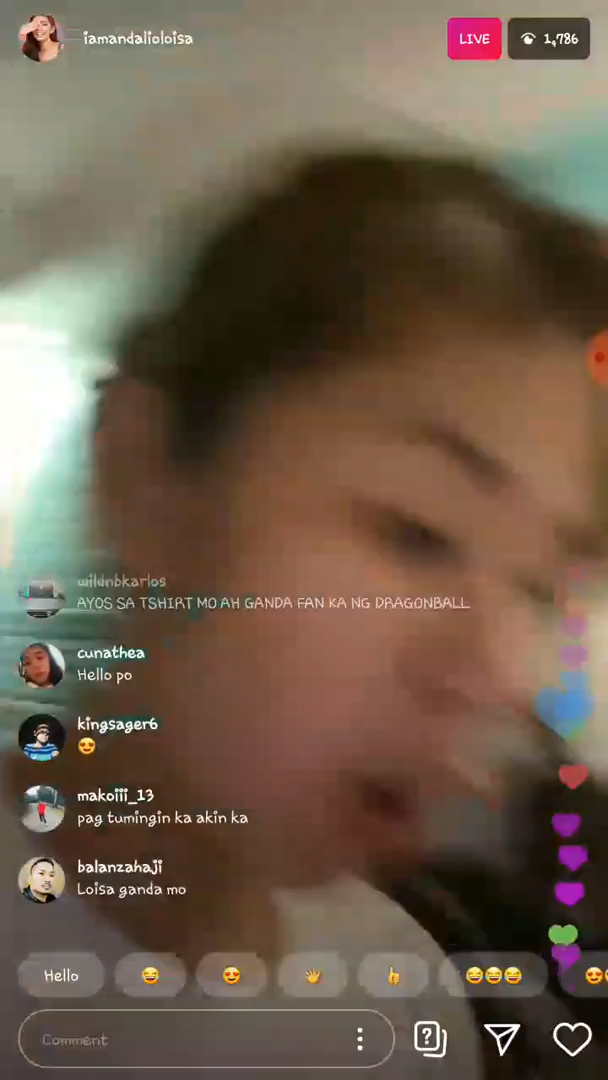 iamandalioloisa
LIVE
1,786
wildnbkarlos
AYOS SA TSHIRT MO AH GANDA FAN KA NG DRAGONBALL
cunathea
Hello po
kingsager6
😍
makoiii_13
pag tumingin ka akin ka
balanzahaji
Loisa ganda mo
Hello 😂 😍 👋 👍 😂😂😂 😍
Comment